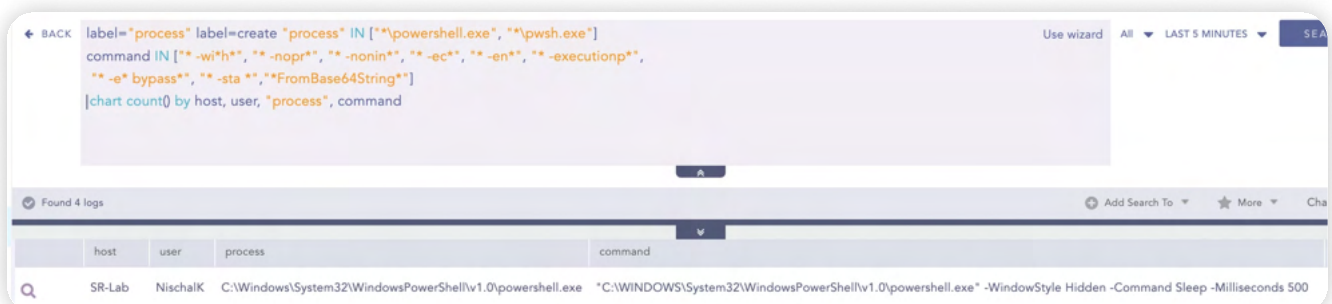 ← BACK label="process" label=create "process" IN ["*\powershell.exe", "*\pwsh.exe"] Use wizard All LAST 5 MINUTES SEA
command IN ["* -wi*h*", "* -nopr*", "* -nonin*", "* -ec*", "* -en*", "* -executionp*",
"* -e* bypass*", "* -sta *","*FromBase64String*"]
|chart count() by host, user, "process", command
Found 4 logs Add Search To More Cha
host user process command
SR-Lab NischalK C:\Windows\System32\WindowsPowerShell\v1.0\powershell.exe "C:\WINDOWS\System32\WindowsPowerShell\v1.0\powershell.exe" -WindowStyle Hidden -Command Sleep -Milliseconds 500